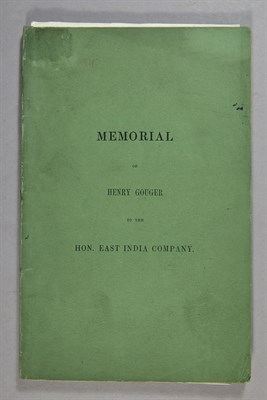 MEMORIAL
OF
HENRY GOUGER
TO THE
HON. EAST INDIA COMPANY.